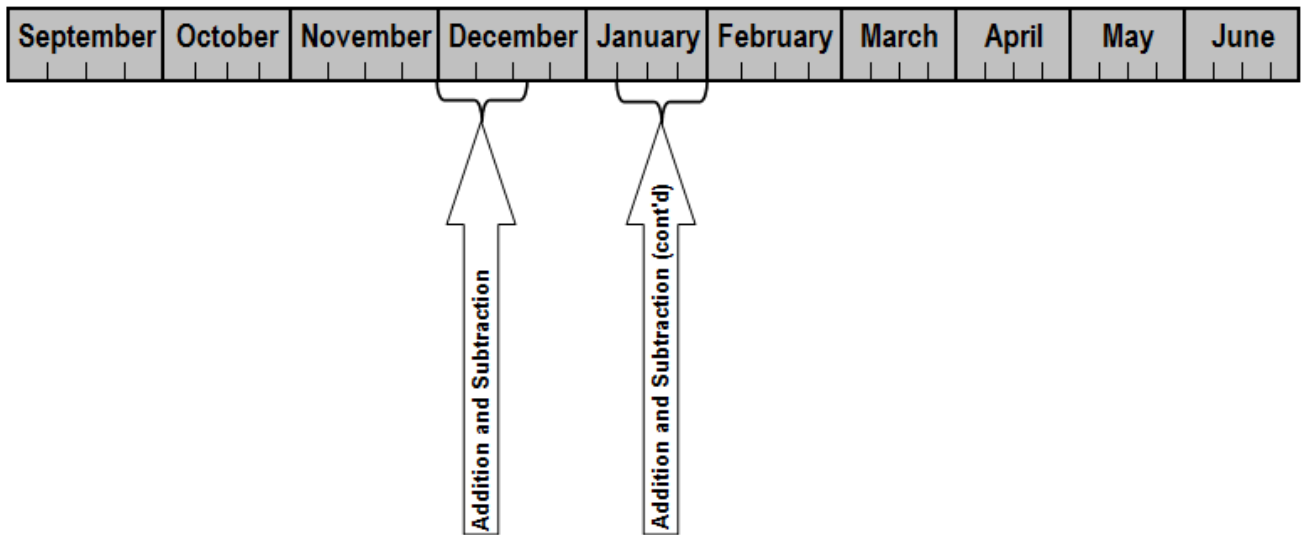 September October November December January February March April May June
Addition and Subtraction
Addition and Subtraction (cont'd)